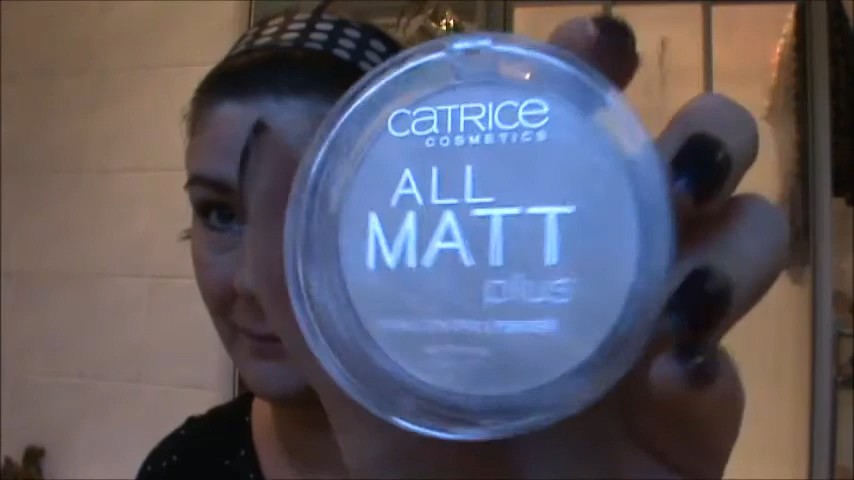 CATRICE
COSMETICS
ALL
MATT
plus